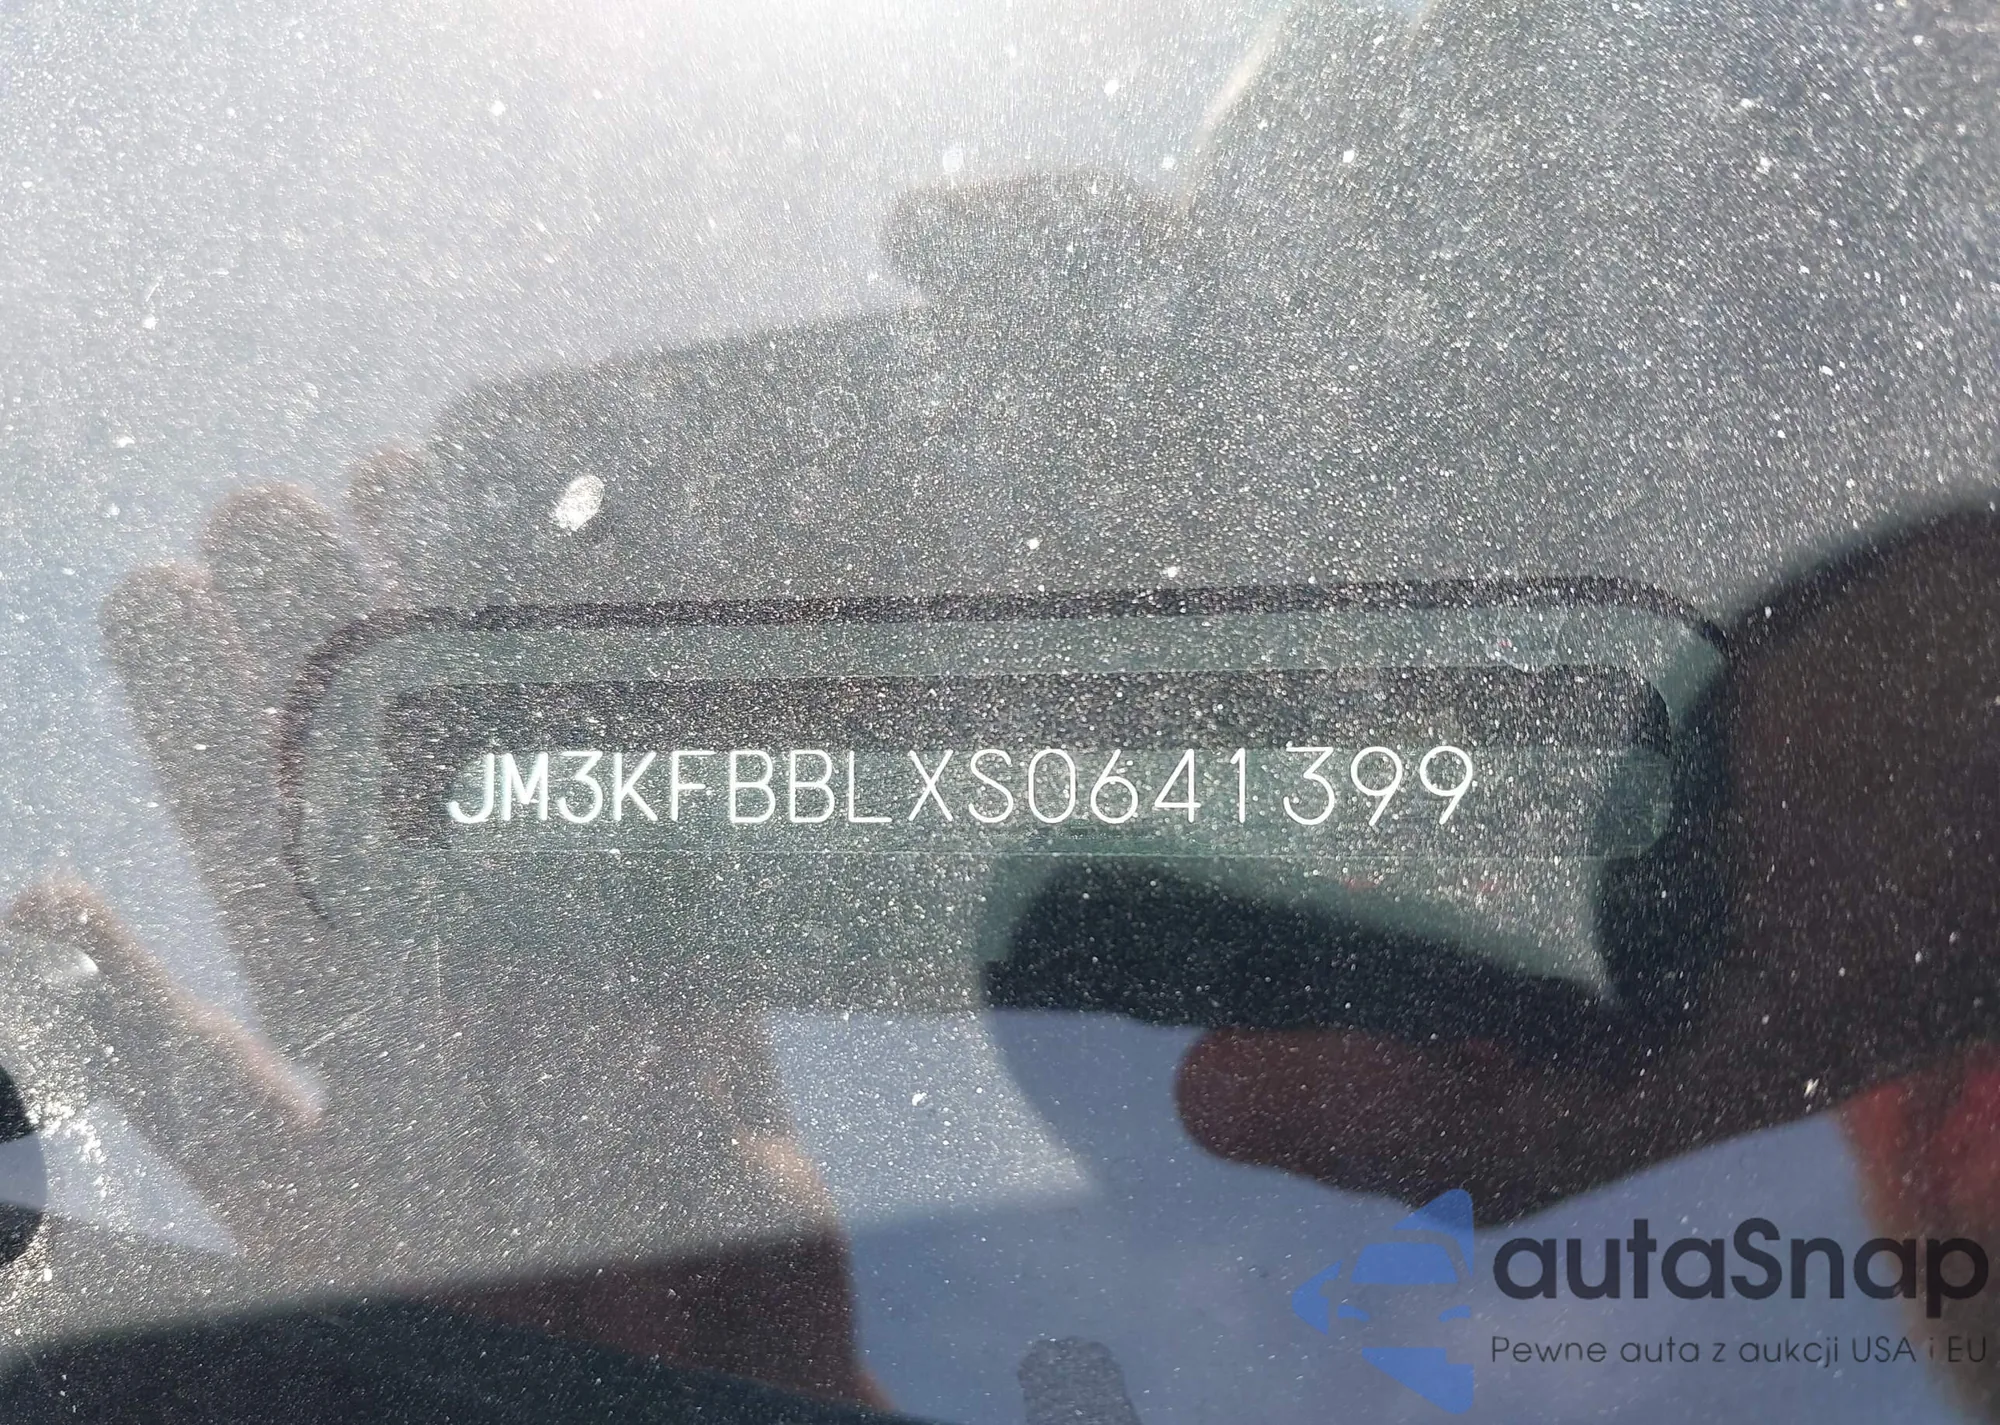 JM3KFBBLXS0641399
autaSnap
Pewne auta z aukcji USA i EU